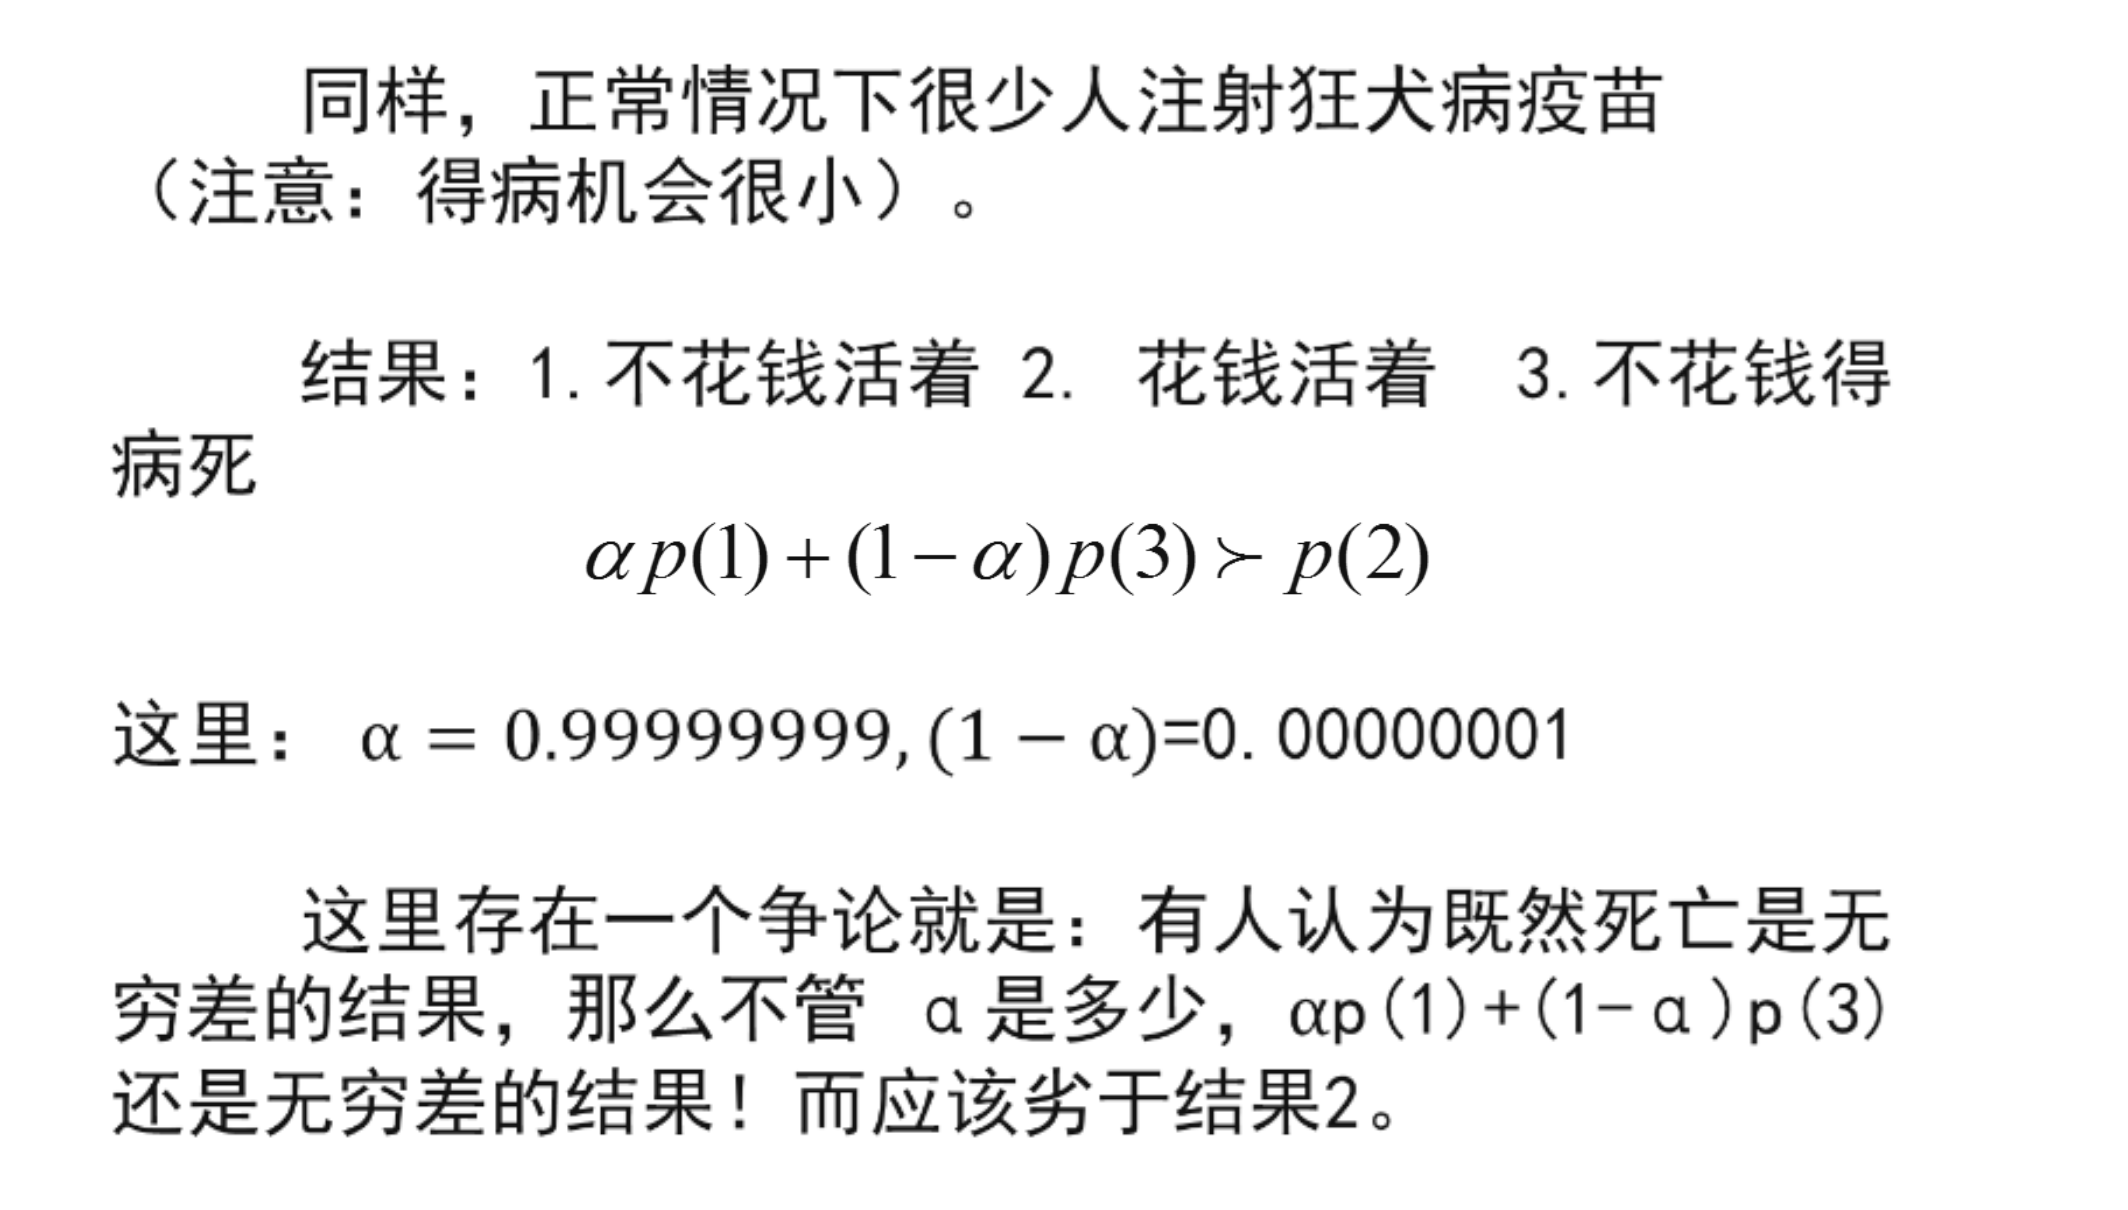 同样，正常情况下很少人注射狂犬病疫苗
（注意：得病机会很小）。
结果：1.不花钱活着 2. 花钱活着 3.不花钱得
病死
αp(1)+(1−α)p(3)≻p(2)
这里： α = 0.99999999,(1 − α)=0.00000001
这里存在一个争论就是：有人认为既然死亡是无
穷差的结果，那么不管 α是多少，αp(1)+(1-α)p(3)
还是无穷差的结果！而应该劣于结果2。